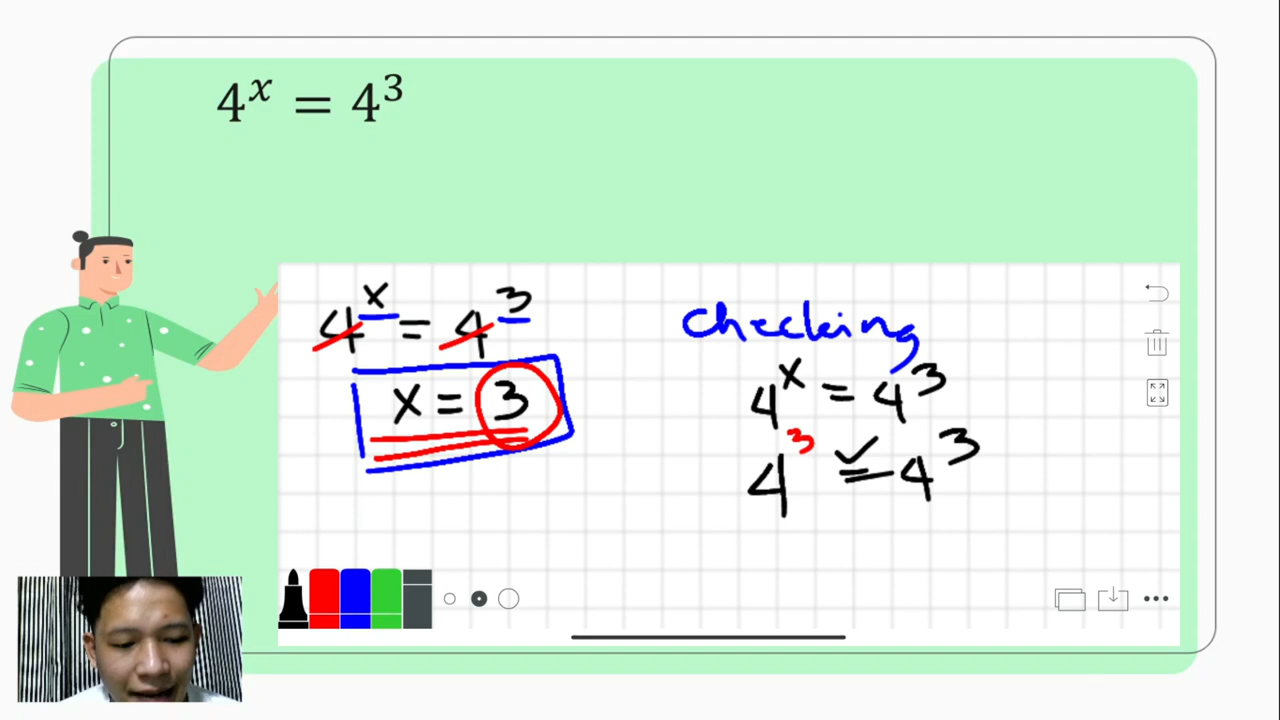 4^x = 4^3
4^x = 4^3
x = 3
checking
4^x = 4^3
4^3 = 4^3